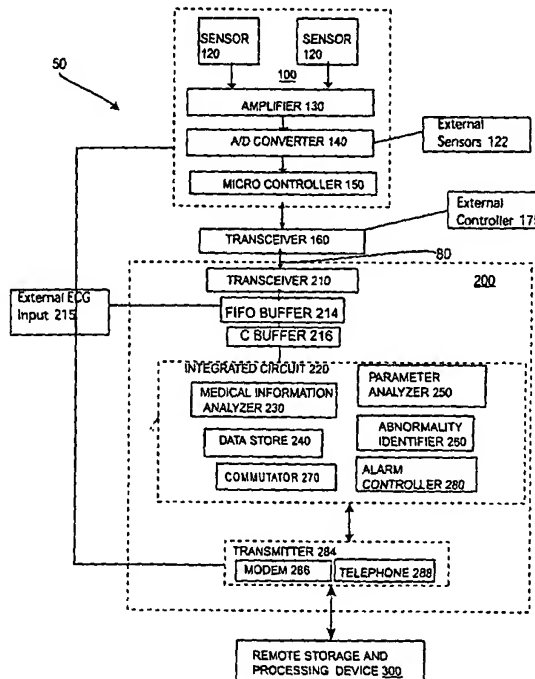 SENSOR
120
SENSOR
120
50
100
AMPLIFIER 130
A/D CONVERTER 140
External
Sensors 122
MICRO CONTROLLER 150
External
Controller 175
TRANSCEIVER 160
80
TRANSCEIVER 210
200
External ECG
Input 215
FIFO BUFFER 214
C BUFFER 216
INTEGRATED CIRCUIT 220
MEDICAL INFORMATION
ANALYZER 230
PARAMETER
ANALYZER 250
DATA STORE 240
ABNORMALITY
IDENTIFIER 260
COMMUTATOR 270
ALARM
CONTROLLER 280
TRANSMITTER 284
MODEM 286
TELEPHONE 288
REMOTE STORAGE AND
PROCESSING DEVICE 300